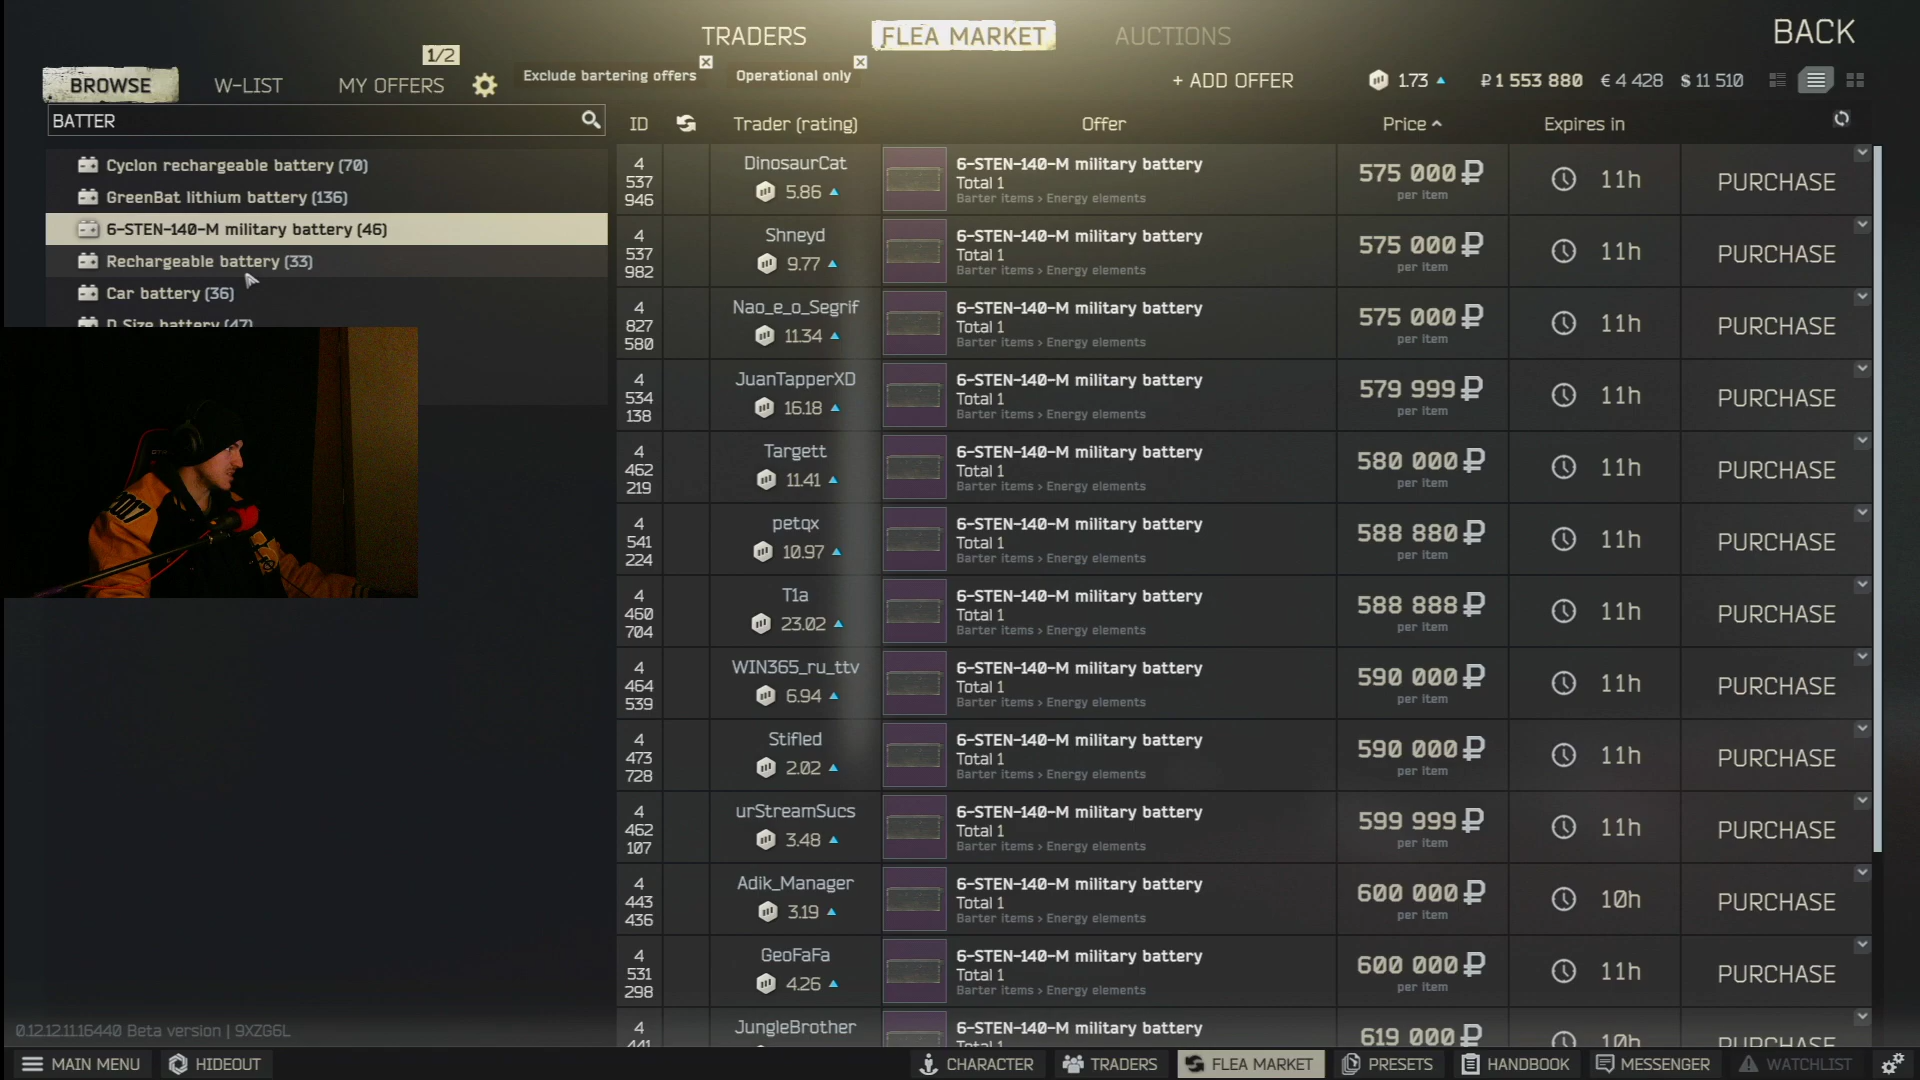 TRADERS
FLEA MARKET
AUCTIONS
BACK
1/2
BROWSE
W-LIST
MY OFFERS
Exclude bartering offers
Operational only
+ ADD OFFER
1.73
₽ 1 553 880
€ 4 428
$ 11 510
BATTER
ID
Trader (rating)
Offer
Price
Expires in
Cyclon rechargeable battery (70)
GreenBat lithium battery (136)
6-STEN-140-M military battery (46)
Rechargeable battery (33)
Car battery (36)
D Size battery (47)
4 537 946
DinosaurCat
5.86
6-STEN-140-M military battery
Total 1
Barter items > Energy elements
575 000 ₽
per item
11h
PURCHASE
4 537 982
Shneyd
9.77
6-STEN-140-M military battery
Total 1
Barter items > Energy elements
575 000 ₽
per item
11h
PURCHASE
4 827 580
Nao_e_o_Segrif
11.34
6-STEN-140-M military battery
Total 1
Barter items > Energy elements
575 000 ₽
per item
11h
PURCHASE
4 534 138
JuanTapperXD
16.18
6-STEN-140-M military battery
Total 1
Barter items > Energy elements
579 999 ₽
per item
11h
PURCHASE
4 462 219
Targett
11.41
6-STEN-140-M military battery
Total 1
Barter items > Energy elements
580 000 ₽
per item
11h
PURCHASE
4 541 224
petqx
10.97
6-STEN-140-M military battery
Total 1
Barter items > Energy elements
588 880 ₽
per item
11h
PURCHASE
4 460 704
T1a
23.02
6-STEN-140-M military battery
Total 1
Barter items > Energy elements
588 888 ₽
per item
11h
PURCHASE
4 464 539
WIN365_ru_ttv
6.94
6-STEN-140-M military battery
Total 1
Barter items > Energy elements
590 000 ₽
per item
11h
PURCHASE
4 473 728
Stifled
2.02
6-STEN-140-M military battery
Total 1
Barter items > Energy elements
590 000 ₽
per item
11h
PURCHASE
4 462 107
urStreamSucs
3.48
6-STEN-140-M military battery
Total 1
Barter items > Energy elements
599 999 ₽
per item
11h
PURCHASE
4 443 436
Adik_Manager
3.19
6-STEN-140-M military battery
Total 1
Barter items > Energy elements
600 000 ₽
per item
10h
PURCHASE
4 531 298
GeoFaFa
4.26
6-STEN-140-M military battery
Total 1
Barter items > Energy elements
600 000 ₽
per item
11h
PURCHASE
4 441
JungleBrother
6-STEN-140-M military battery
Total 1
619 000 ₽
10h
PURCHASE
0.12.12.11.16440 Beta version | 9XZG6L
MAIN MENU
HIDEOUT
CHARACTER
TRADERS
FLEA MARKET
PRESETS
HANDBOOK
MESSENGER
WATCHLIST